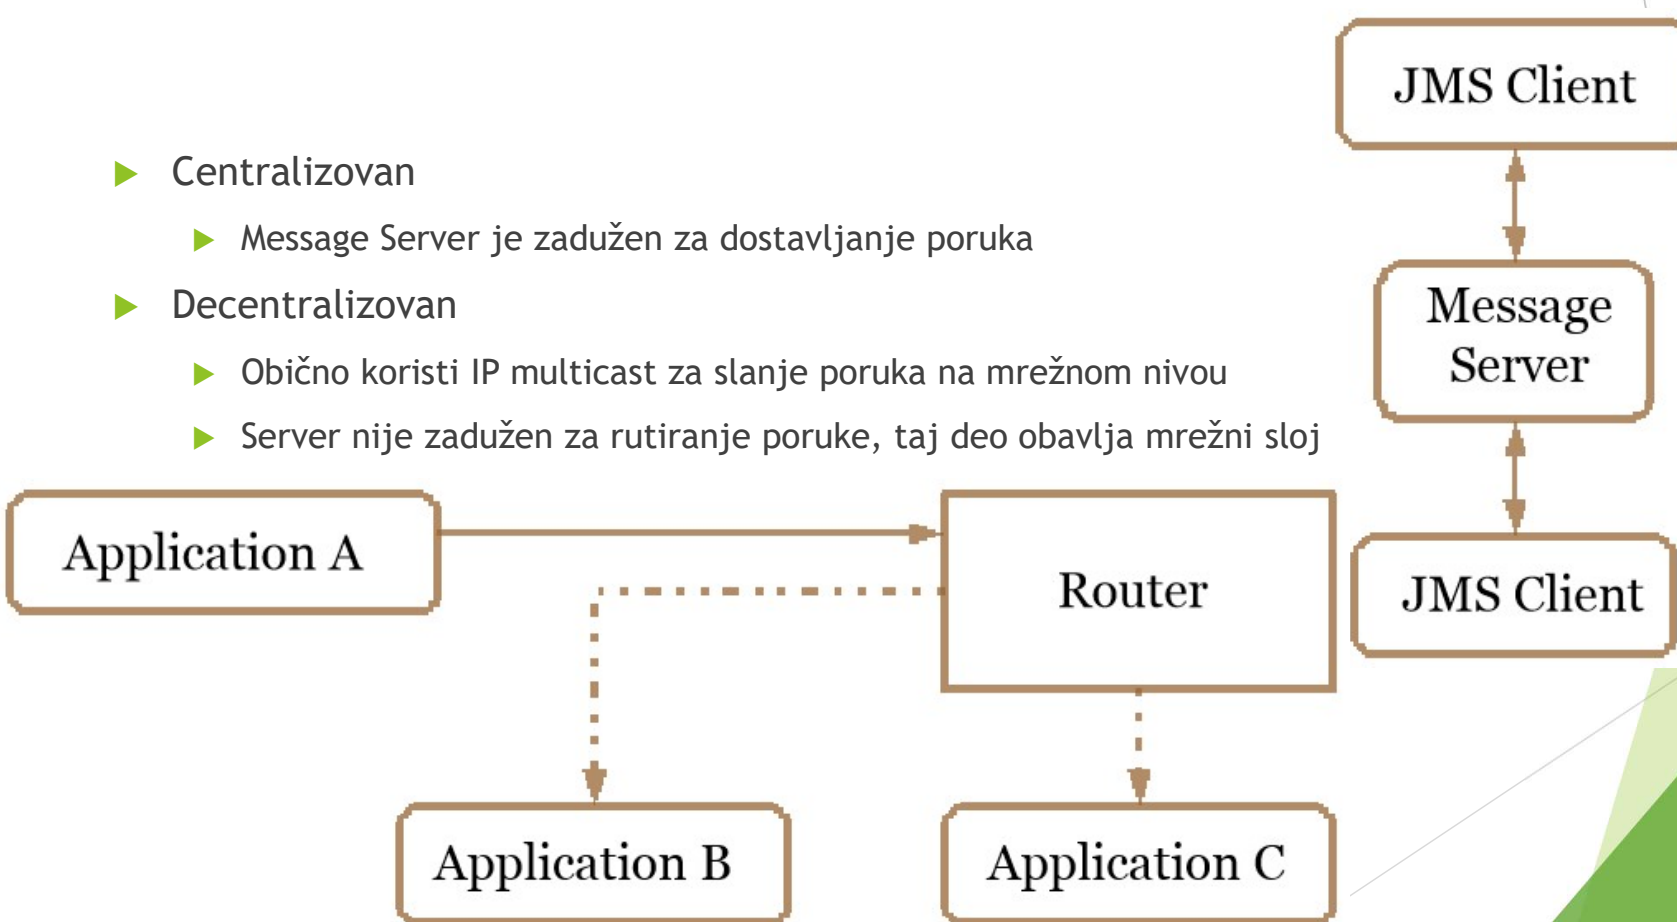 Centralizovan
Message Server je zadužen za dostavljanje poruka
Decentralizovan
Obično koristi IP multicast za slanje poruka na mrežnom nivou
Server nije zadužen za rutiranje poruke, taj deo obavlja mrežni sloj
JMS Client
Message
Server
JMS Client
Application A
Router
Application B
Application C